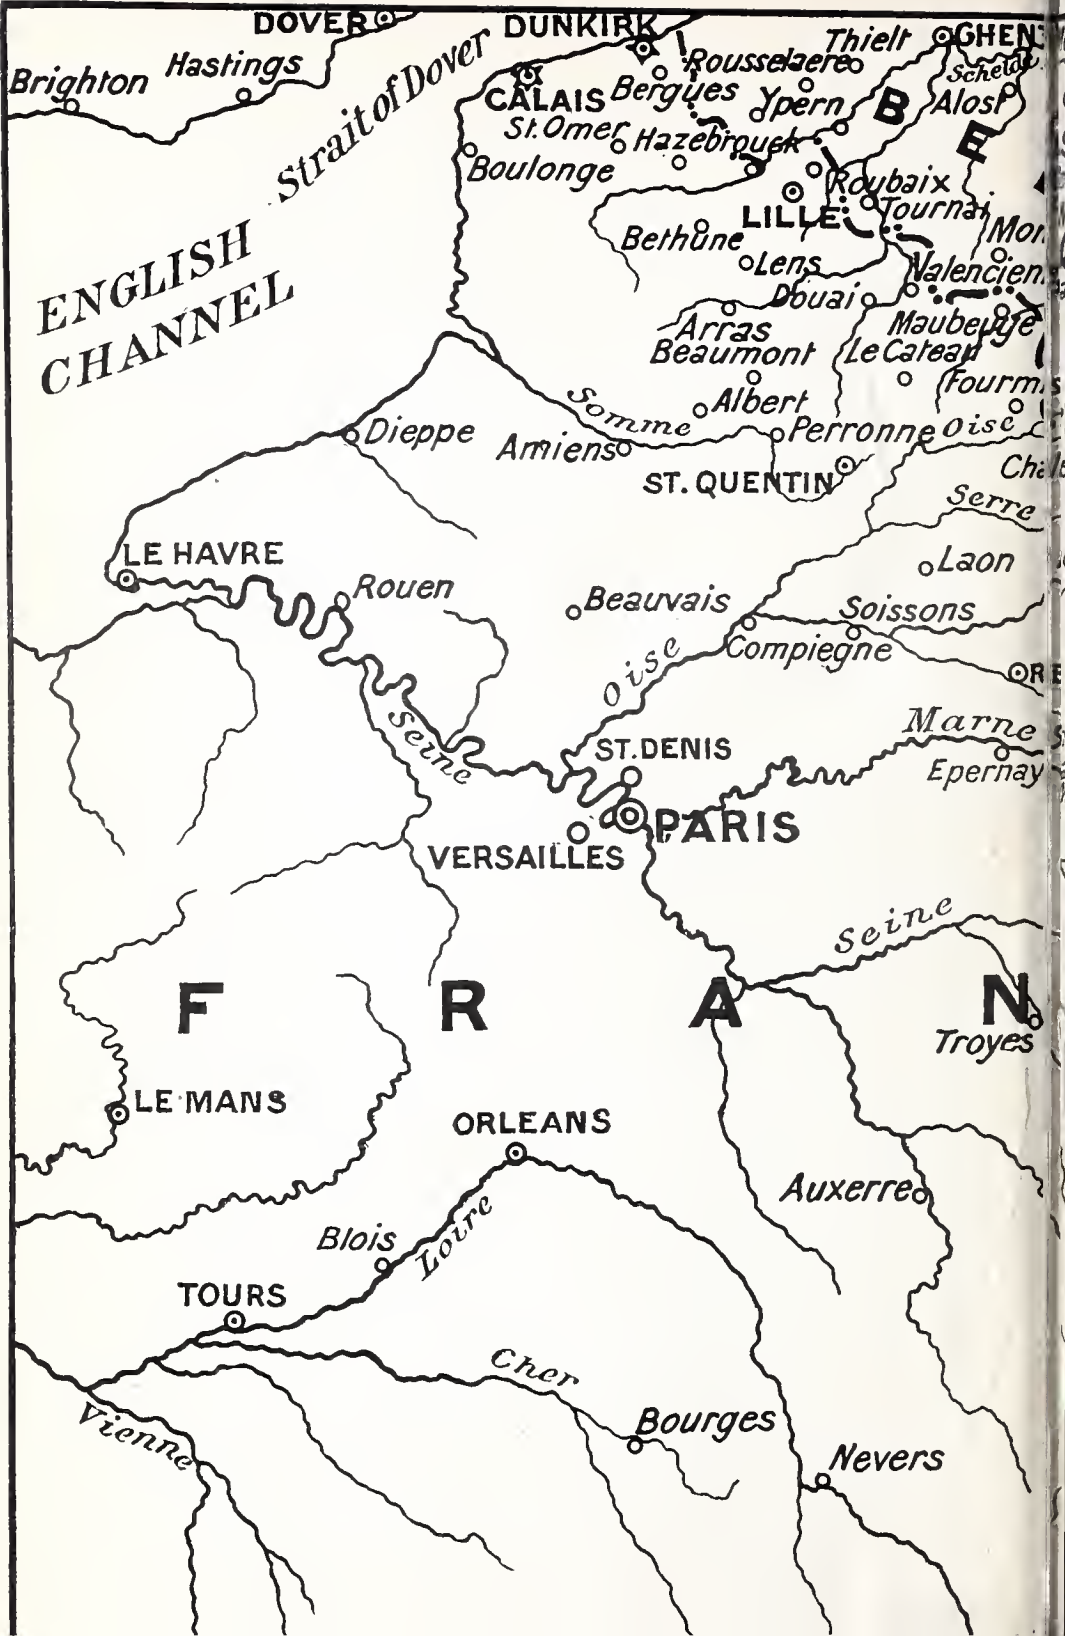 DOVER
DUNKIRK
Thielt
GHEN
Brighton
Hastings
Strait of Dover
Rousselaere
Schelde
CALAIS
Bergues
Ypern
B
Alost
St. Omer
Hazebrouck
E
Boulonge
Roubaix
LILLE
Tournai
ENGLISH
CHANNEL
Bethune
Mon
Lens
Valencien
Douai
Arras
Maubeuge
Beaumont
Le Cateau
Fourmis
Somme
Albert
Dieppe
Amiens
Perronne
Oise
ST. QUENTIN
Serre
LE HAVRE
Laon
Rouen
Beauvais
Soissons
Compiegne
Oise
RE
Marne
Seine
ST. DENIS
Epernay
PARIS
VERSAILLES
Seine
F R A N
Troyes
LE MANS
ORLEANS
Auxerre
Blois
Loire
TOURS
Cher
Vienne
Bourges
Nevers